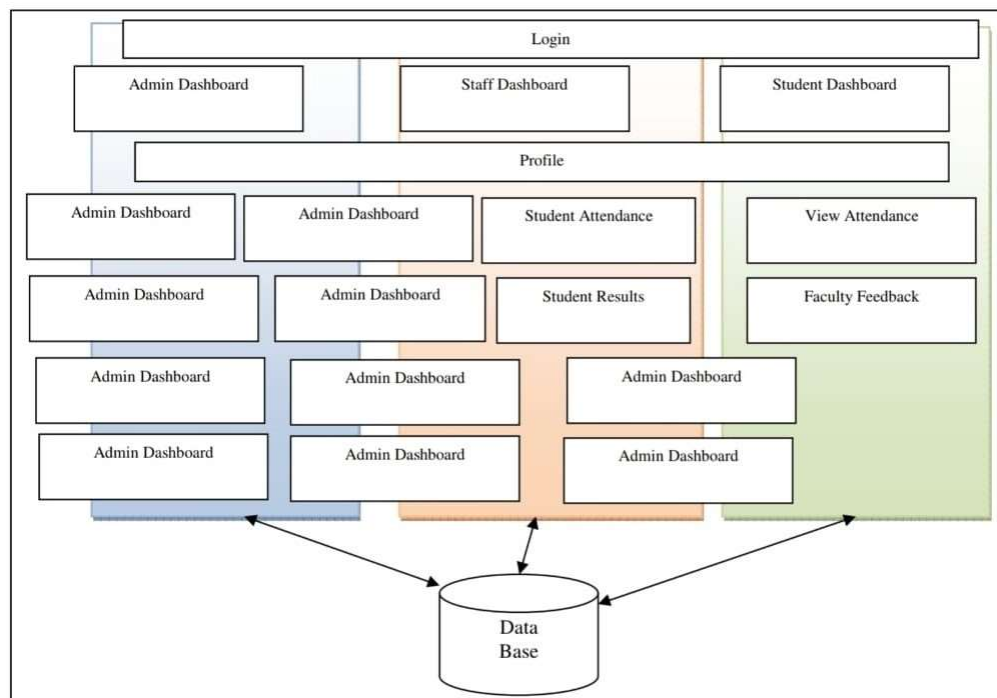 Login
Admin Dashboard
Staff Dashboard
Student Dashboard
Profile
Admin Dashboard
Admin Dashboard
Student Attendance
View Attendance
Admin Dashboard
Admin Dashboard
Student Results
Faculty Feedback
Admin Dashboard
Admin Dashboard
Admin Dashboard
Admin Dashboard
Admin Dashboard
Admin Dashboard
Data
Base